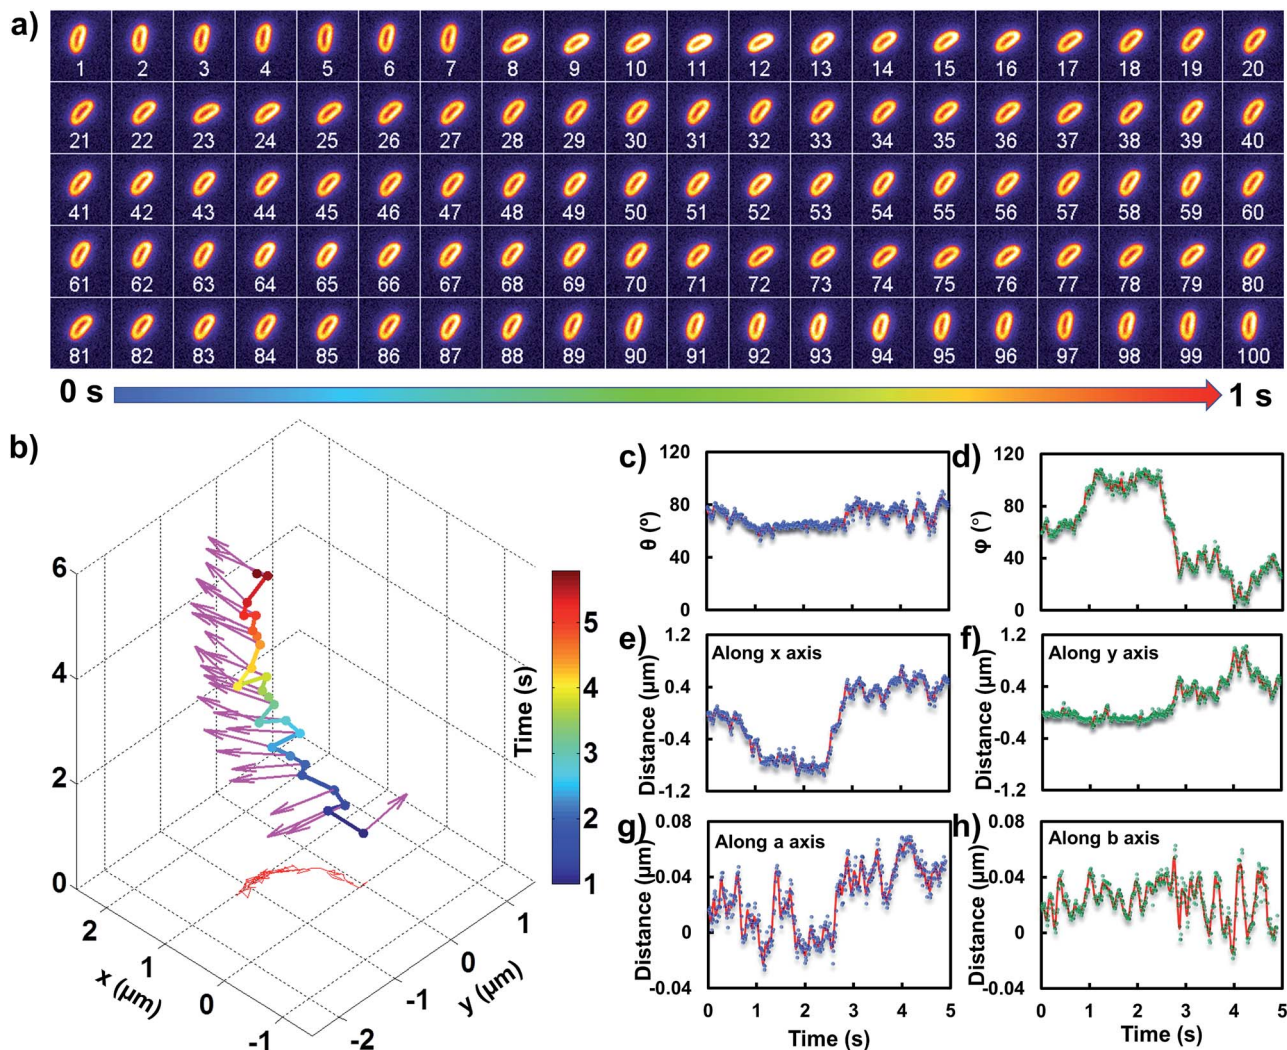 a)
1 2 3 4 5 6 7 8 9 10 11 12 13 14 15 16 17 18 19 20
21 22 23 24 25 26 27 28 29 30 31 32 33 34 35 36 37 38 39 40
41 42 43 44 45 46 47 48 49 50 51 52 53 54 55 56 57 58 59 60
61 62 63 64 65 66 67 68 69 70 71 72 73 74 75 76 77 78 79 80
81 82 83 84 85 86 87 88 89 90 91 92 93 94 95 96 97 98 99 100
0 s 1 s
b)
6
4
2
0
2
1
0
-1
x (µm)
1
0
-1
-2
y (µm)
Time (s)
5
4
3
2
1
c)
θ (°)
120
80
40
0
d)
φ (°)
120
80
40
0
e)
Along x axis
Distance (µm)
1.2
0.4
-0.4
-1.2
f)
Along y axis
Distance (µm)
1.2
0.4
-0.4
-1.2
g)
Along a axis
Distance (µm)
0.08
0.04
0
-0.04
0 1 2 3 4 5
Time (s)
h)
Along b axis
Distance (µm)
0.08
0.04
0
-0.04
0 1 2 3 4 5
Time (s)